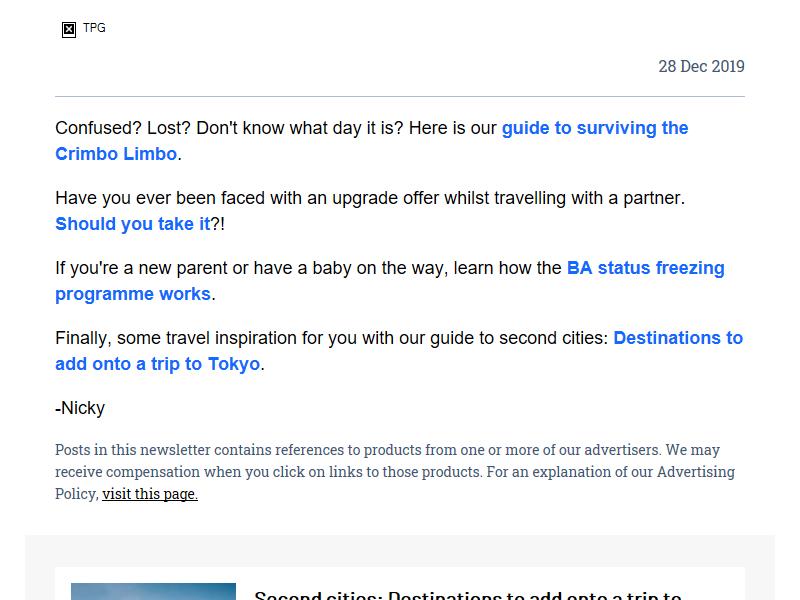 TPG
28 Dec 2019
Confused? Lost? Don't know what day it is? Here is our guide to surviving the
Crimbo Limbo.
Have you ever been faced with an upgrade offer whilst travelling with a partner.
Should you take it?!
If you're a new parent or have a baby on the way, learn how the BA status freezing
programme works.
Finally, some travel inspiration for you with our guide to second cities: Destinations to
add onto a trip to Tokyo.
-Nicky
Posts in this newsletter contains references to products from one or more of our advertisers. We may
receive compensation when you click on links to those products. For an explanation of our Advertising
Policy, visit this page.
Second cities: Destinations to add onto a trip to